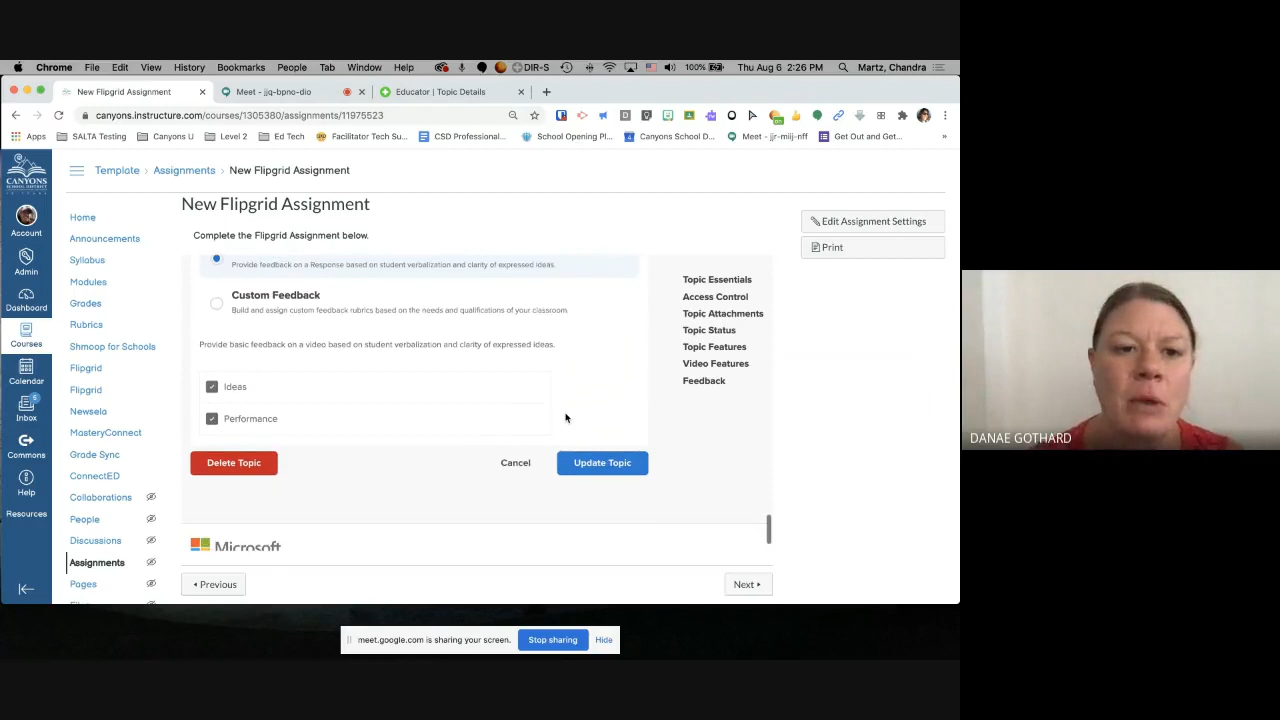 Chrome File Edit View History Bookmarks People Tab Window Help DIR-S 100% Thu Aug 6 2:26 PM Martz, Chandra
New Flipgrid Assignment Meet - jjq-bpno-dio Educator | Topic Details
canyons.instructure.com/courses/1305380/assignments/11975523
Apps SALTA Testing Canyons U Level 2 Ed Tech Facilitator Tech Su... CSD Professional... School Opening Pl... Canyons School D... Meet - jjr-miij-nff Get Out and Get... »
Template › Assignments › New Flipgrid Assignment
CANYONS
SCHOOL DISTRICT
Account
Admin
Dashboard
Courses
Calendar
5
Inbox
Commons
Help
Resources
Home
Announcements
Syllabus
Modules
Grades
Rubrics
Shmoop for Schools
Flipgrid
Flipgrid
Newsela
MasteryConnect
Grade Sync
ConnectED
Collaborations
People
Discussions
Assignments
Pages
New Flipgrid Assignment
Complete the Flipgrid Assignment below.
Provide feedback on a Response based on student verbalization and clarity of expressed ideas.
Custom Feedback
Build and assign custom feedback rubrics based on the needs and qualifications of your classroom.
Provide basic feedback on a video based on student verbalization and clarity of expressed ideas.
Ideas
Performance
Delete Topic Cancel Update Topic
Microsoft
Previous Next
Topic Essentials
Access Control
Topic Attachments
Topic Status
Topic Features
Video Features
Feedback
Edit Assignment Settings
Print
DANAE GOTHARD
meet.google.com is sharing your screen. Stop sharing Hide